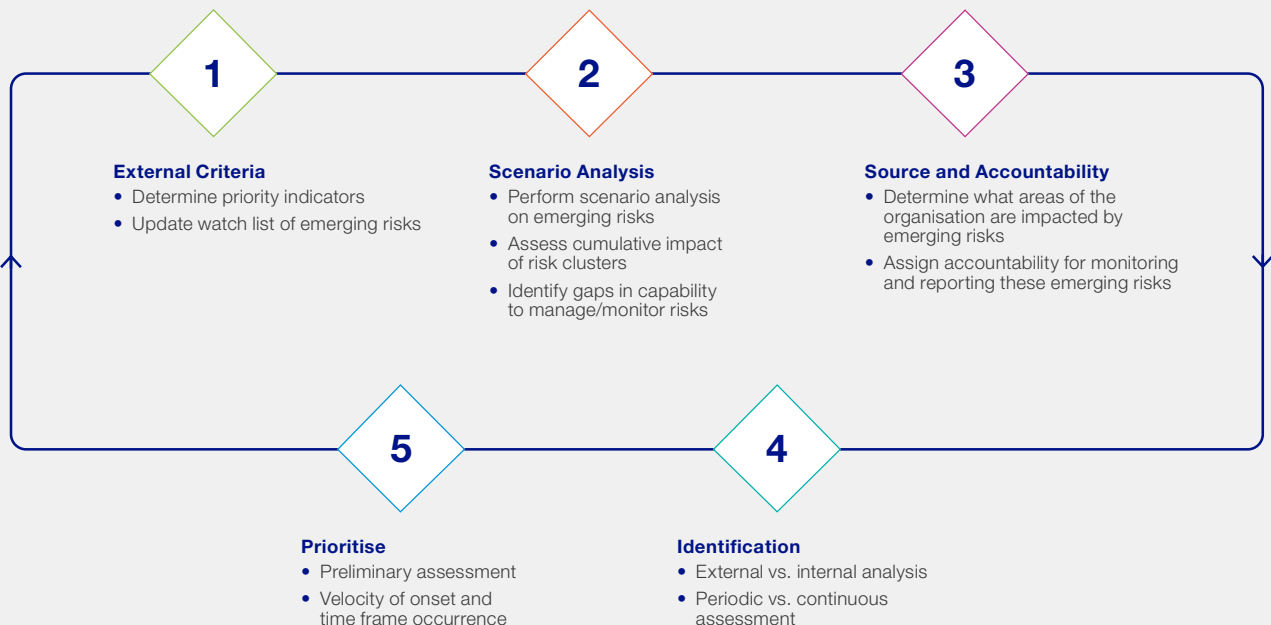 1
External Criteria
• Determine priority indicators
• Update watch list of emerging risks
2
Scenario Analysis
• Perform scenario analysis
on emerging risks
• Assess cumulative impact
of risk clusters
• Identify gaps in capability
to manage/monitor risks
3
Source and Accountability
• Determine what areas of the
organisation are impacted by
emerging risks
• Assign accountability for monitoring
and reporting these emerging risks
5
Prioritise
• Preliminary assessment
• Velocity of onset and
time frame occurrence
4
Identification
• External vs. internal analysis
• Periodic vs. continuous
assessment